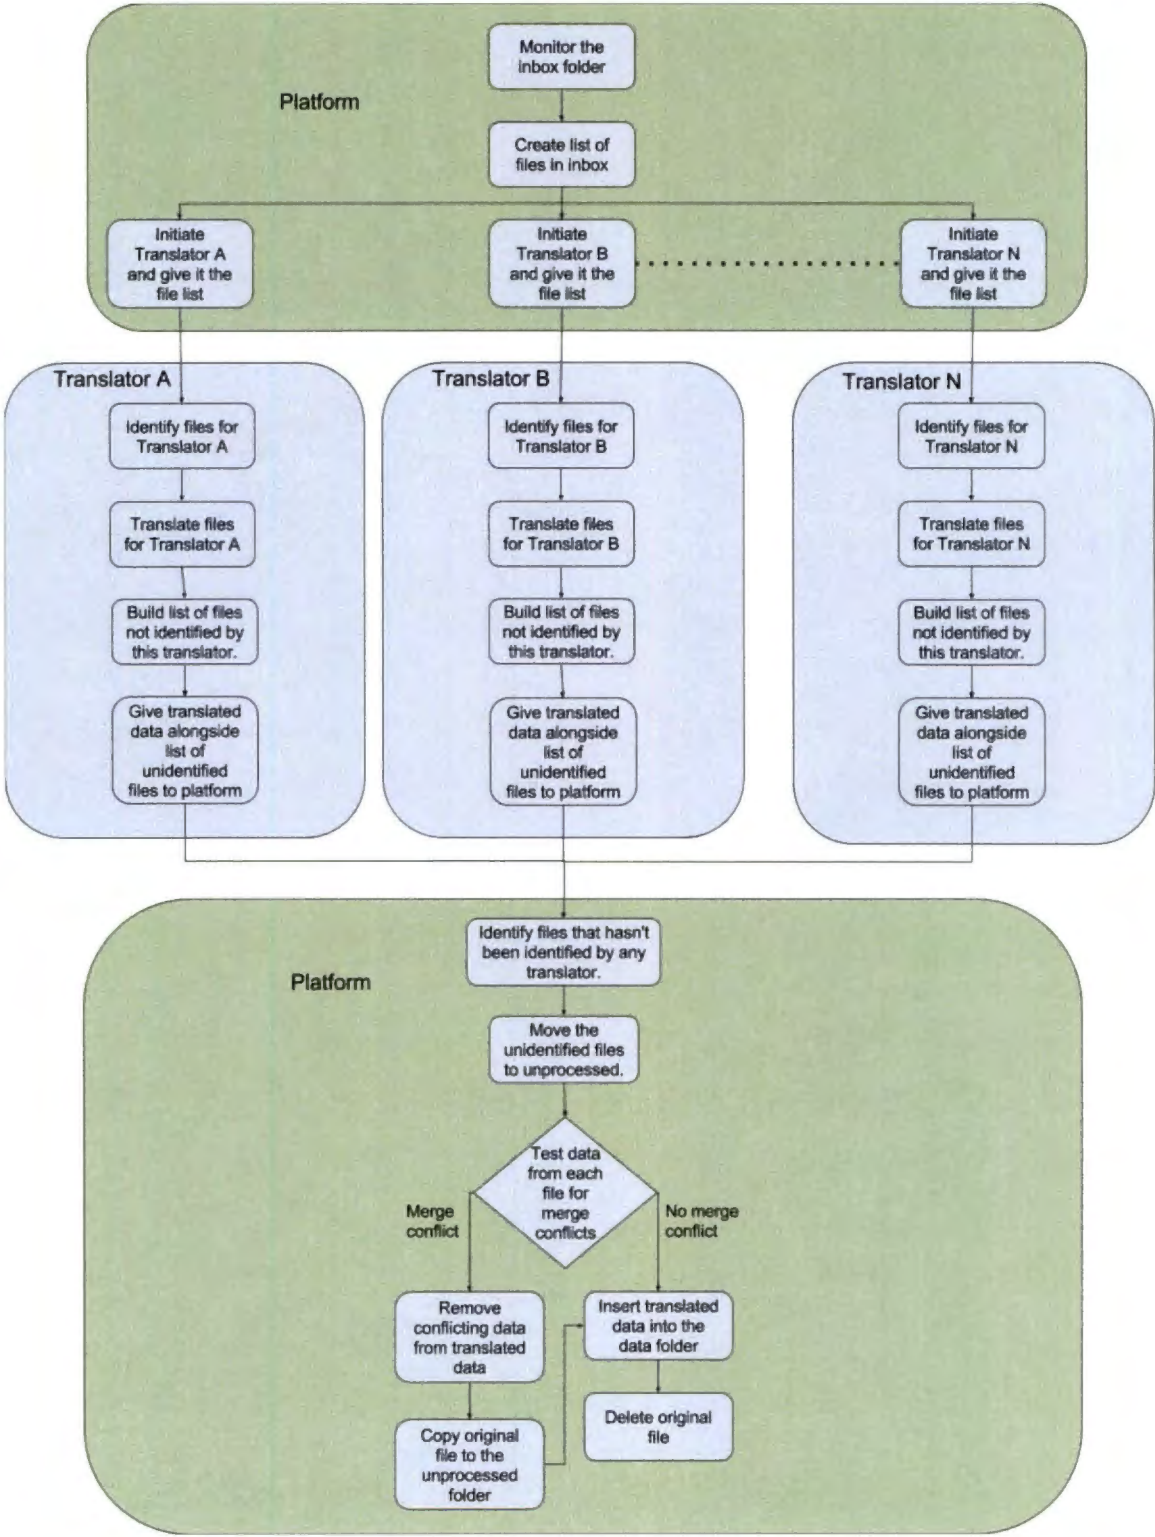 Monitor the
inbox folder
Platform
Create list of
files in inbox
Initiate
Translator A
and give it the
file list
Initiate
Translator B
and give it the
file list
Initiate
Translator N
and give it the
file list
Translator A
Identify files for
Translator A
Translate files
for Translator A
Build list of files
not identified by
this translator.
Give translated
data alongside
list of
unidentified
files to platform
Translator B
Identify files for
Translator B
Translate files
for Translator B
Build list of files
not identified by
this translator.
Give translated
data alongside
list of
unidentified
files to platform
Translator N
Identify files for
Translator N
Translate files
for Translator N
Build list of files
not identified by
this translator.
Give translated
data alongside
list of
unidentified
files to platform
Identify files that hasn't
been identified by any
translator.
Platform
Move the
unidentified files
to unprocessed.
Test data
from each
file for
merge
conflicts
Merge
conflict
No merge
conflict
Remove
conflicting data
from translated
data
Insert translated
data into the
data folder
Copy original
file to the
unprocessed
folder
Delete original
file